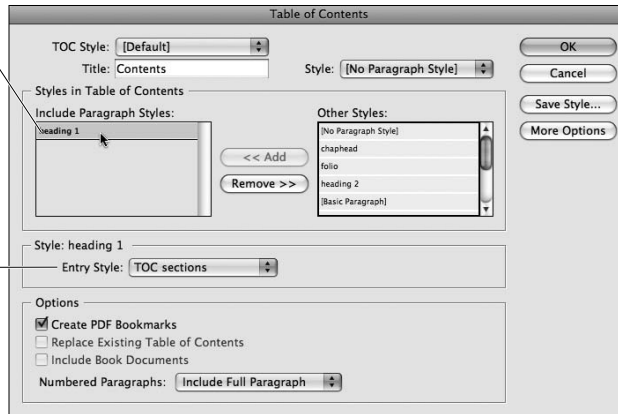 Table of Contents
TOC Style: [Default]
OK
Title: Contents
Style: [No Paragraph Style]
Cancel
Styles in Table of Contents
Save Style...
Include Paragraph Styles:
Other Styles:
More Options
heading 1
[No Paragraph Style]
chaphead
<< Add
folio
Remove >>
heading 2
[Basic Paragraph]
Style: heading 1
Entry Style: TOC sections
Options
Create PDF Bookmarks
Replace Existing Table of Contents
Include Book Documents
Numbered Paragraphs: Include Full Paragraph